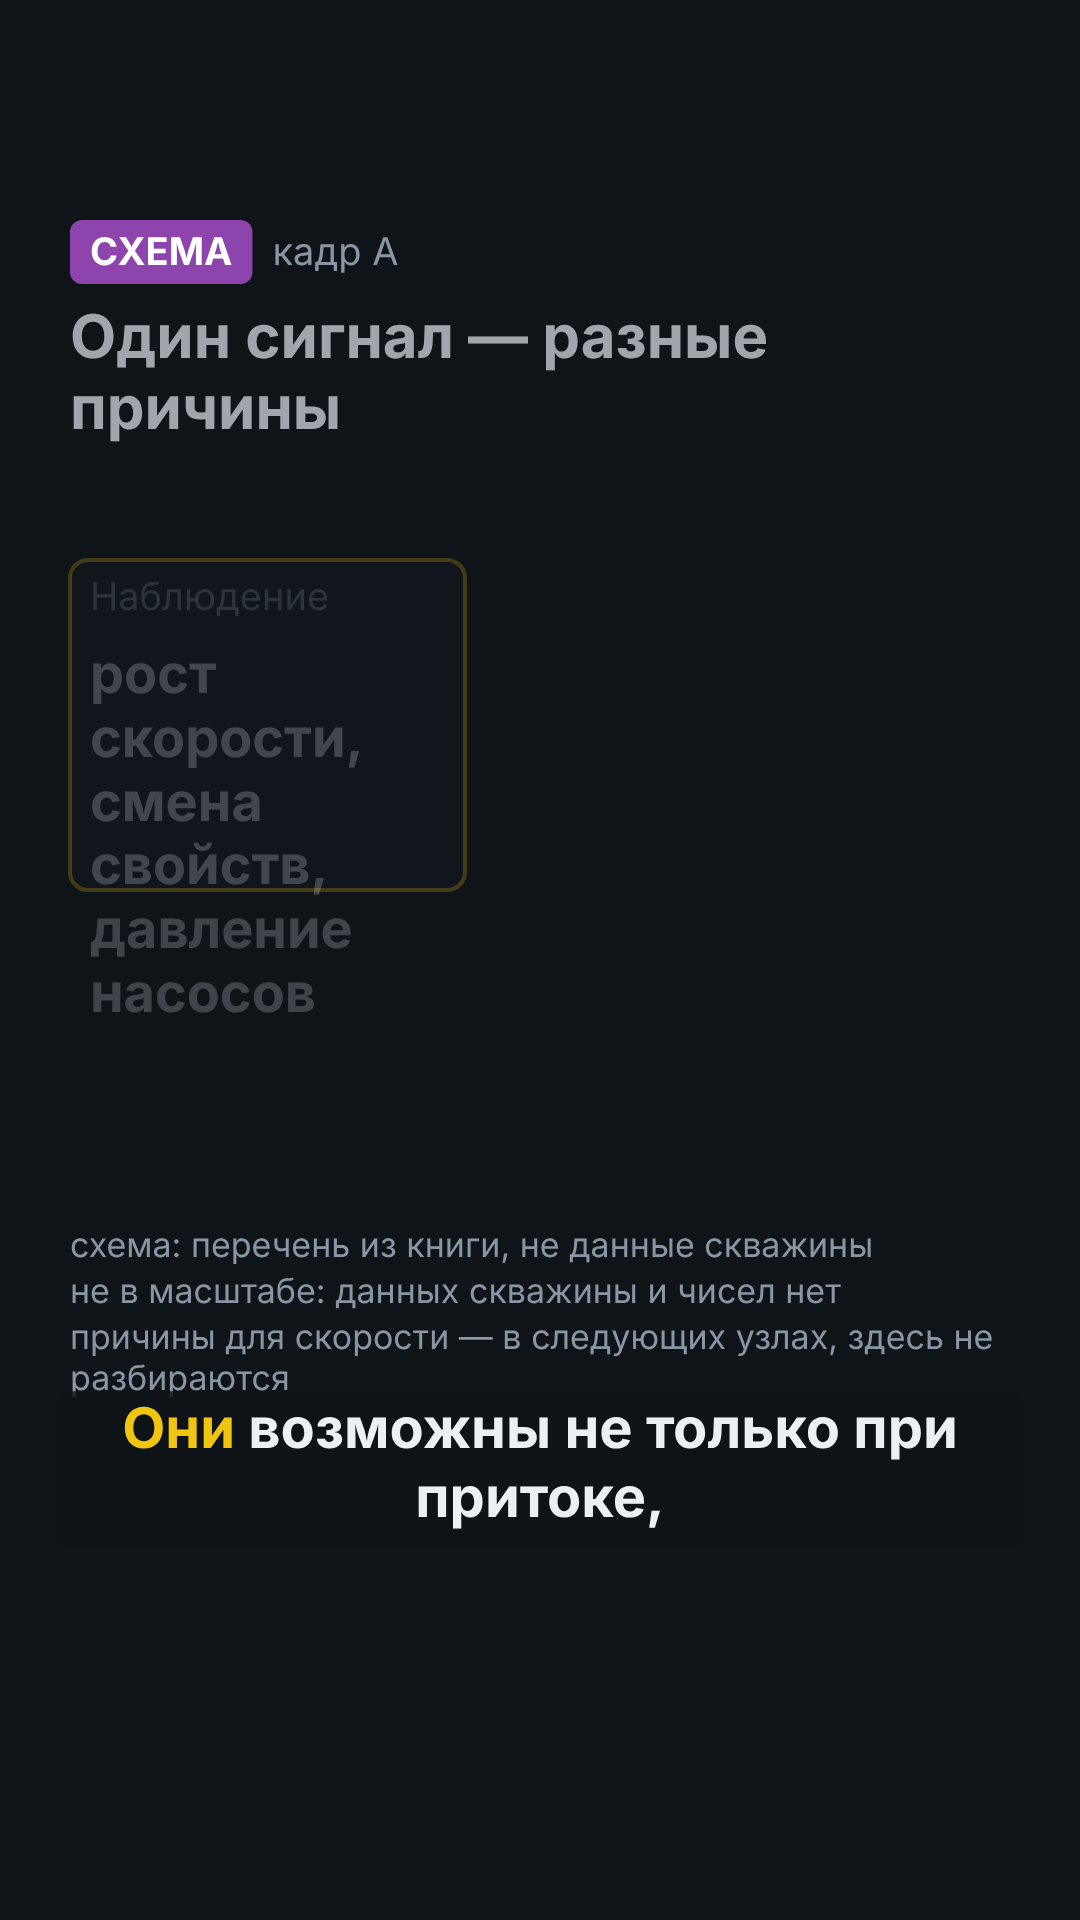 СХЕМА кадр А
Один сигнал — разные
причины
Наблюдение
рост
скорости,
смена
свойств,
давление
насосов
схема: перечень из книги, не данные скважины
не в масштабе: данных скважины и чисел нет
причины для скорости — в следующих узлах, здесь не
разбираются
Они возможны не только при
притоке,